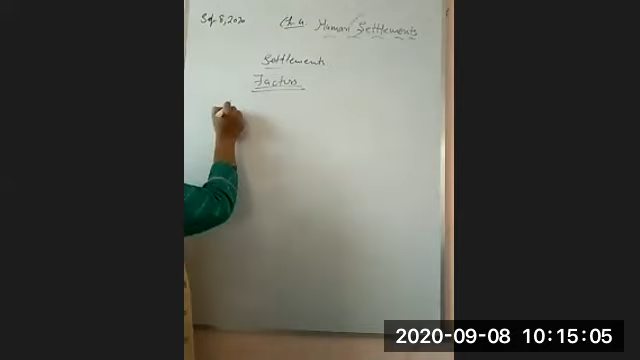 Sep. 8, 2020
Ch. 4. Human Settlements
Settlements
Factors
2020-09-08 10:15:05